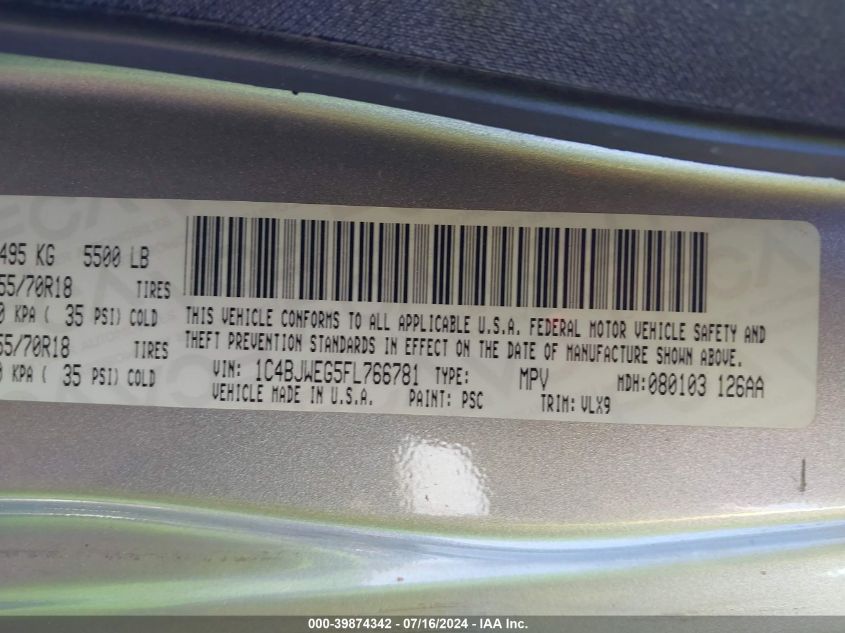 495 KG 5500 LB
55/70R18 TIRES
0 KPA ( 35 PSI) COLD
55/70R18 TIRES
0 KPA ( 35 PSI) COLD
THIS VEHICLE CONFORMS TO ALL APPLICABLE U.S.A. FEDERAL MOTOR VEHICLE SAFETY AND
THEFT PREVENTION STANDARDS IN EFFECT ON THE DATE OF MANUFACTURE SHOWN ABOVE.
VIN: 1C4BJWEG5FL766781 TYPE: MPV MDH:080103 126AA
VEHICLE MADE IN U.S.A. PAINT: PSC TRIM: VLX9
000-39874342 - 07/16/2024 - IAA Inc.